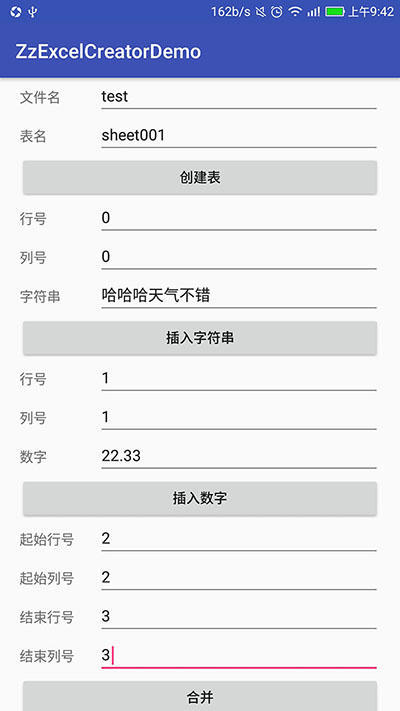 162b/s 上午9:42
ZzExcelCreatorDemo
文件名 test
表名 sheet001
创建表
行号 0
列号 0
字符串 哈哈哈天气不错
插入字符串
行号 1
列号 1
数字 22.33
插入数字
起始行号 2
起始列号 2
结束行号 3
结束列号 3
合并